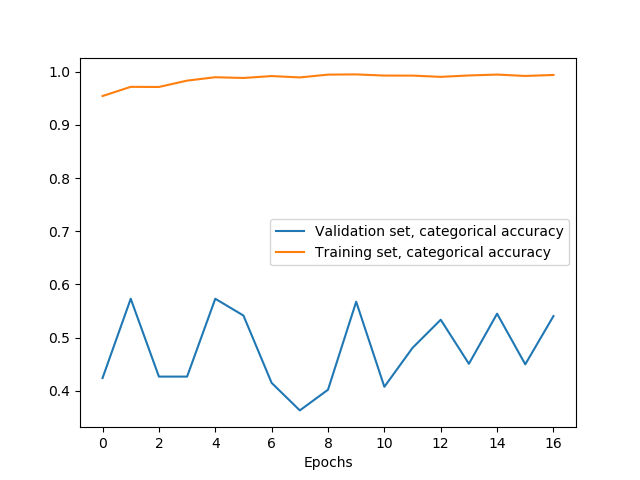 1.0
0.9
0.8
0.7
0.6
0.5
0.4
Validation set, categorical accuracy
Training set, categorical accuracy
0 2 4 6 8 10 12 14 16
Epochs